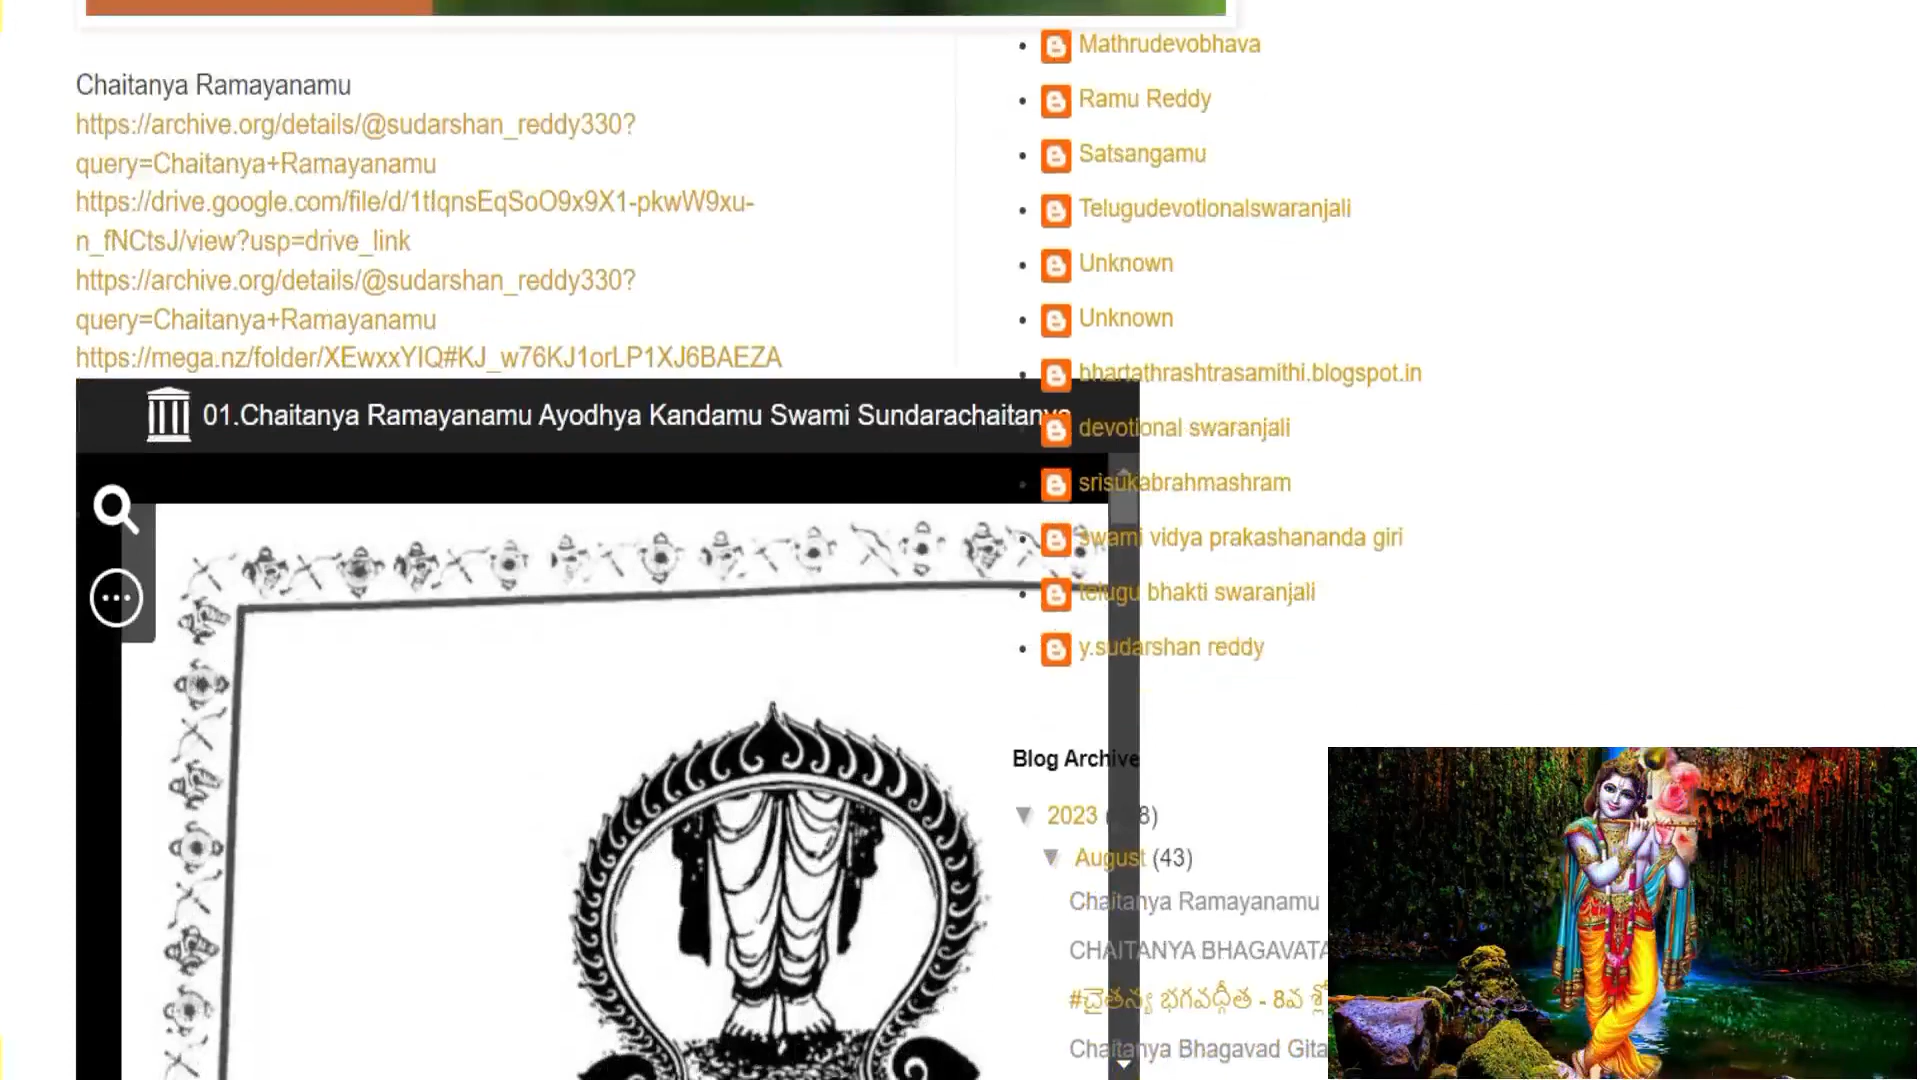 Chaitanya Ramayanamu
https://archive.org/details/@sudarshan_reddy330?
query=Chaitanya+Ramayanamu
https://drive.google.com/file/d/1tIqnsEqSoO9x9X1-pkwW9xu-
n_fNCtsJ/view?usp=drive_link
https://archive.org/details/@sudarshan_reddy330?
query=Chaitanya+Ramayanamu
https://mega.nz/folder/XEwxxYIQ#KJ_w76KJ1orLP1XJ6BAEZA
01.Chaitanya Ramayanamu Ayodhya Kandamu Swami Sundarachaitanya
Mathrudevobhava
Ramu Reddy
Satsangamu
Telugudevotionalswaranjali
Unknown
Unknown
bhartathrashtrasamithi.blogspot.in
devotional swaranjali
srisukabrahmashram
swami vidya prakashananda giri
telugu bhakti swaranjali
y.sudarshan reddy
Blog Archive
2023
August (43)
Chaitanya Ramayanamu
CHAITANYA BHAGAVATA
#చైతన్య భగవద్గీత - 8వ
Chaitanya Bhagavad Gita